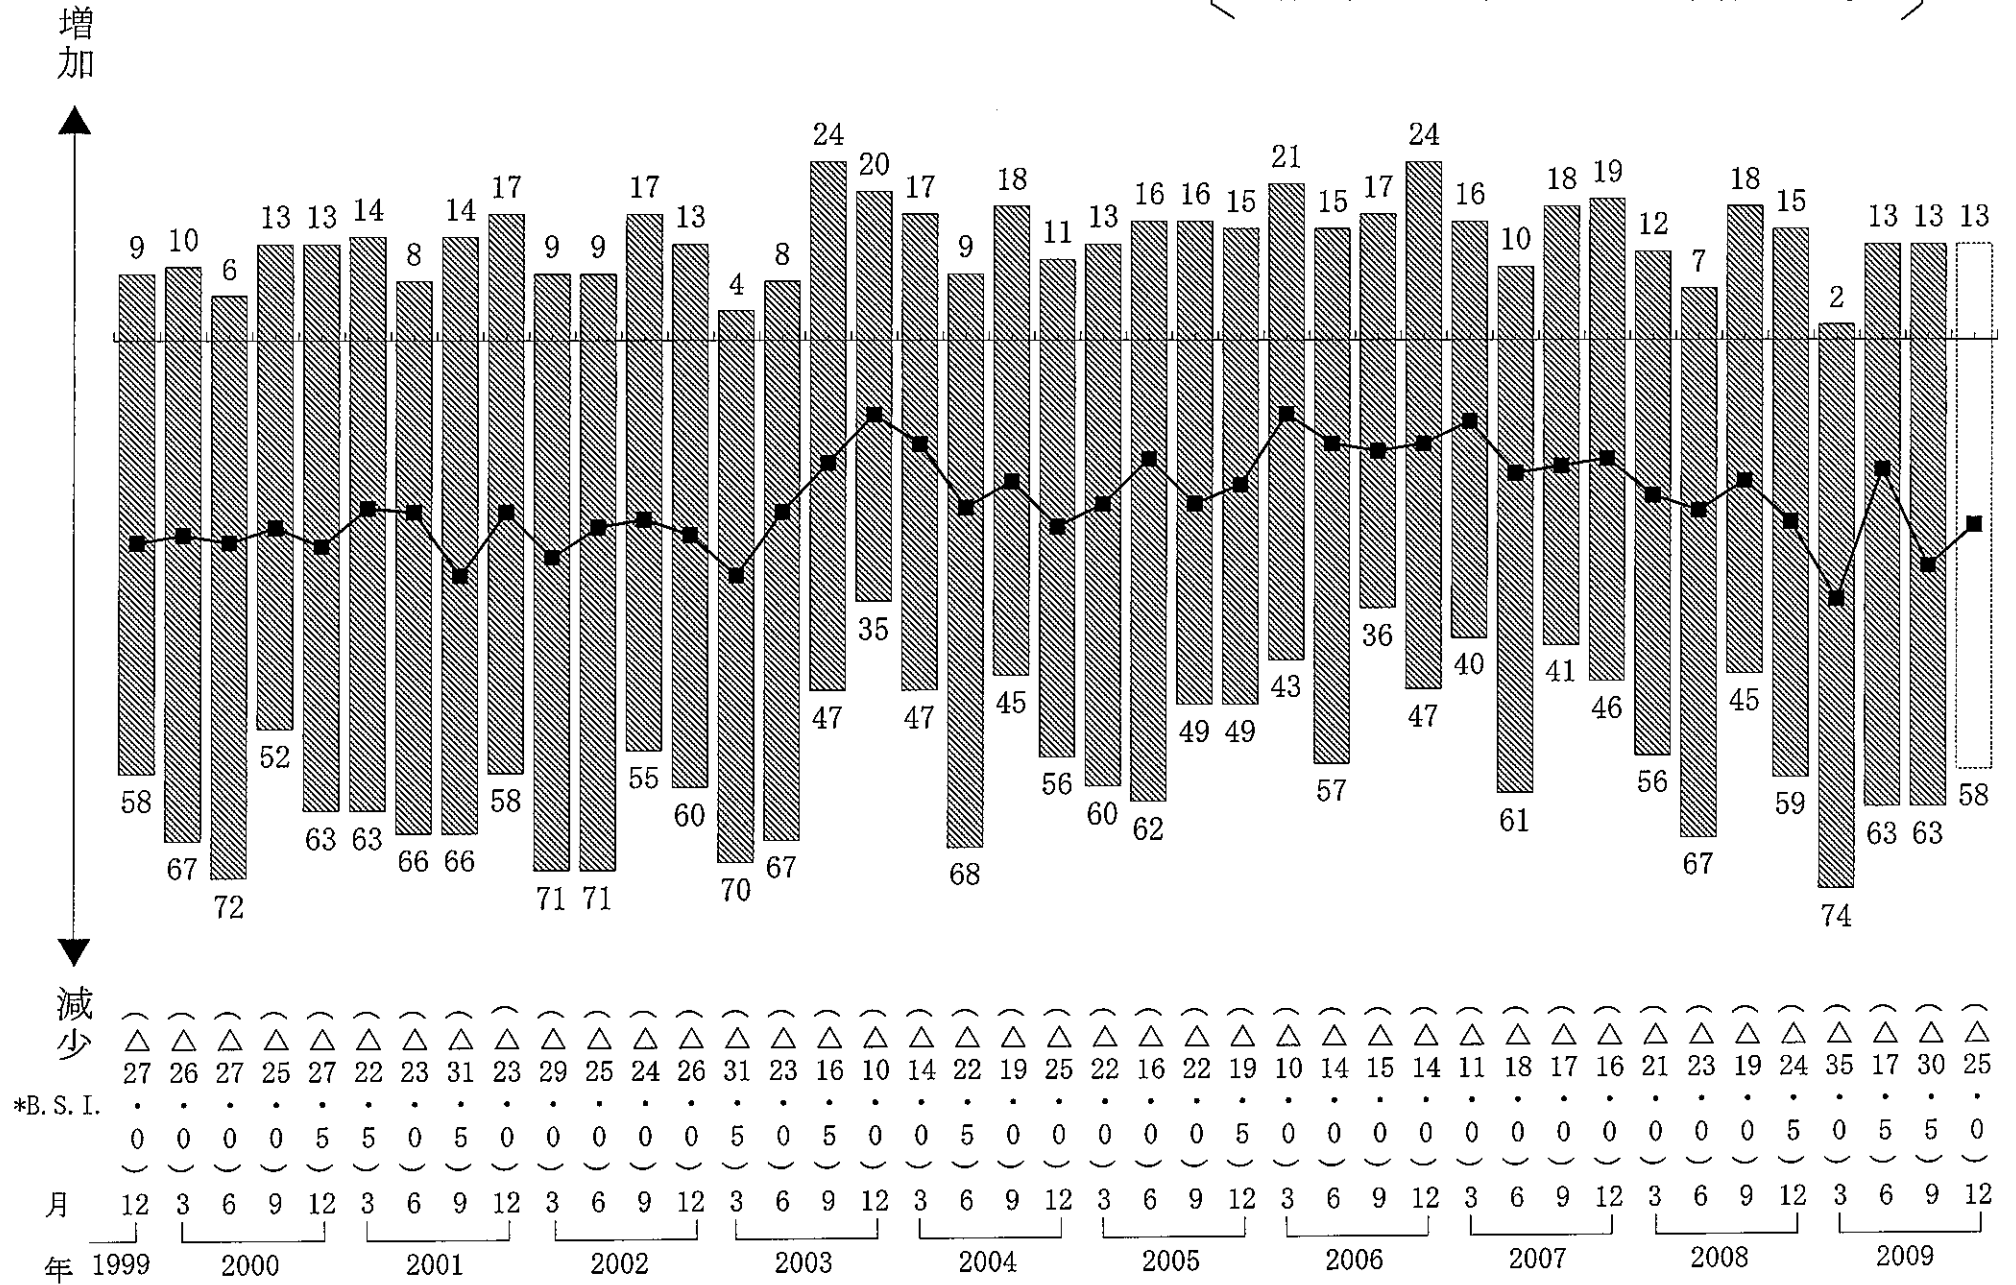 増加
9 10 6 13 13 14 8 14 17 9 9 17 13 4 8 24 20 17 9 18 11 13 16 16 15 21 15 17 24 16 10 18 19 12 7 18 15 2 13 13 13
58 67 72 52 63 63 66 66 58 71 71 55 60 70 67 47 35 47 68 45 56 60 62 49 49 43 57 36 47 40 61 41 46 56 67 45 59 74 63 63 58
減少
( ( ( ( ( ( ( ( ( ( ( ( ( ( ( ( ( ( ( ( ( ( ( ( ( ( ( ( ( ( ( ( ( ( ( ( ( ( ( ( (
△ △ △ △ △ △ △ △ △ △ △ △ △ △ △ △ △ △ △ △ △ △ △ △ △ △ △ △ △ △ △ △ △ △ △ △ △ △ △ △ △
27 26 27 25 27 22 23 31 23 29 25 24 26 31 23 16 10 14 22 19 25 22 16 22 19 10 14 15 14 11 18 17 16 21 23 19 24 35 17 30 25
*B.S.I. · · · · · · · · · · · · · · · · · · · · · · · · · · · · · · · · · · · · · · · · ·
0 0 0 0 5 5 0 5 0 0 0 0 0 5 0 5 0 0 5 0 0 0 0 0 5 0 0 0 0 0 0 0 0 0 0 0 5 0 5 5 0
) ) ) ) ) ) ) ) ) ) ) ) ) ) ) ) ) ) ) ) ) ) ) ) ) ) ) ) ) ) ) ) ) ) ) ) ) ) ) ) )
月 12 3 6 9 12 3 6 9 12 3 6 9 12 3 6 9 12 3 6 9 12 3 6 9 12 3 6 9 12 3 6 9 12 3 6 9 12 3 6 9 12
年 1999 2000 2001 2002 2003 2004 2005 2006 2007 2008 2009